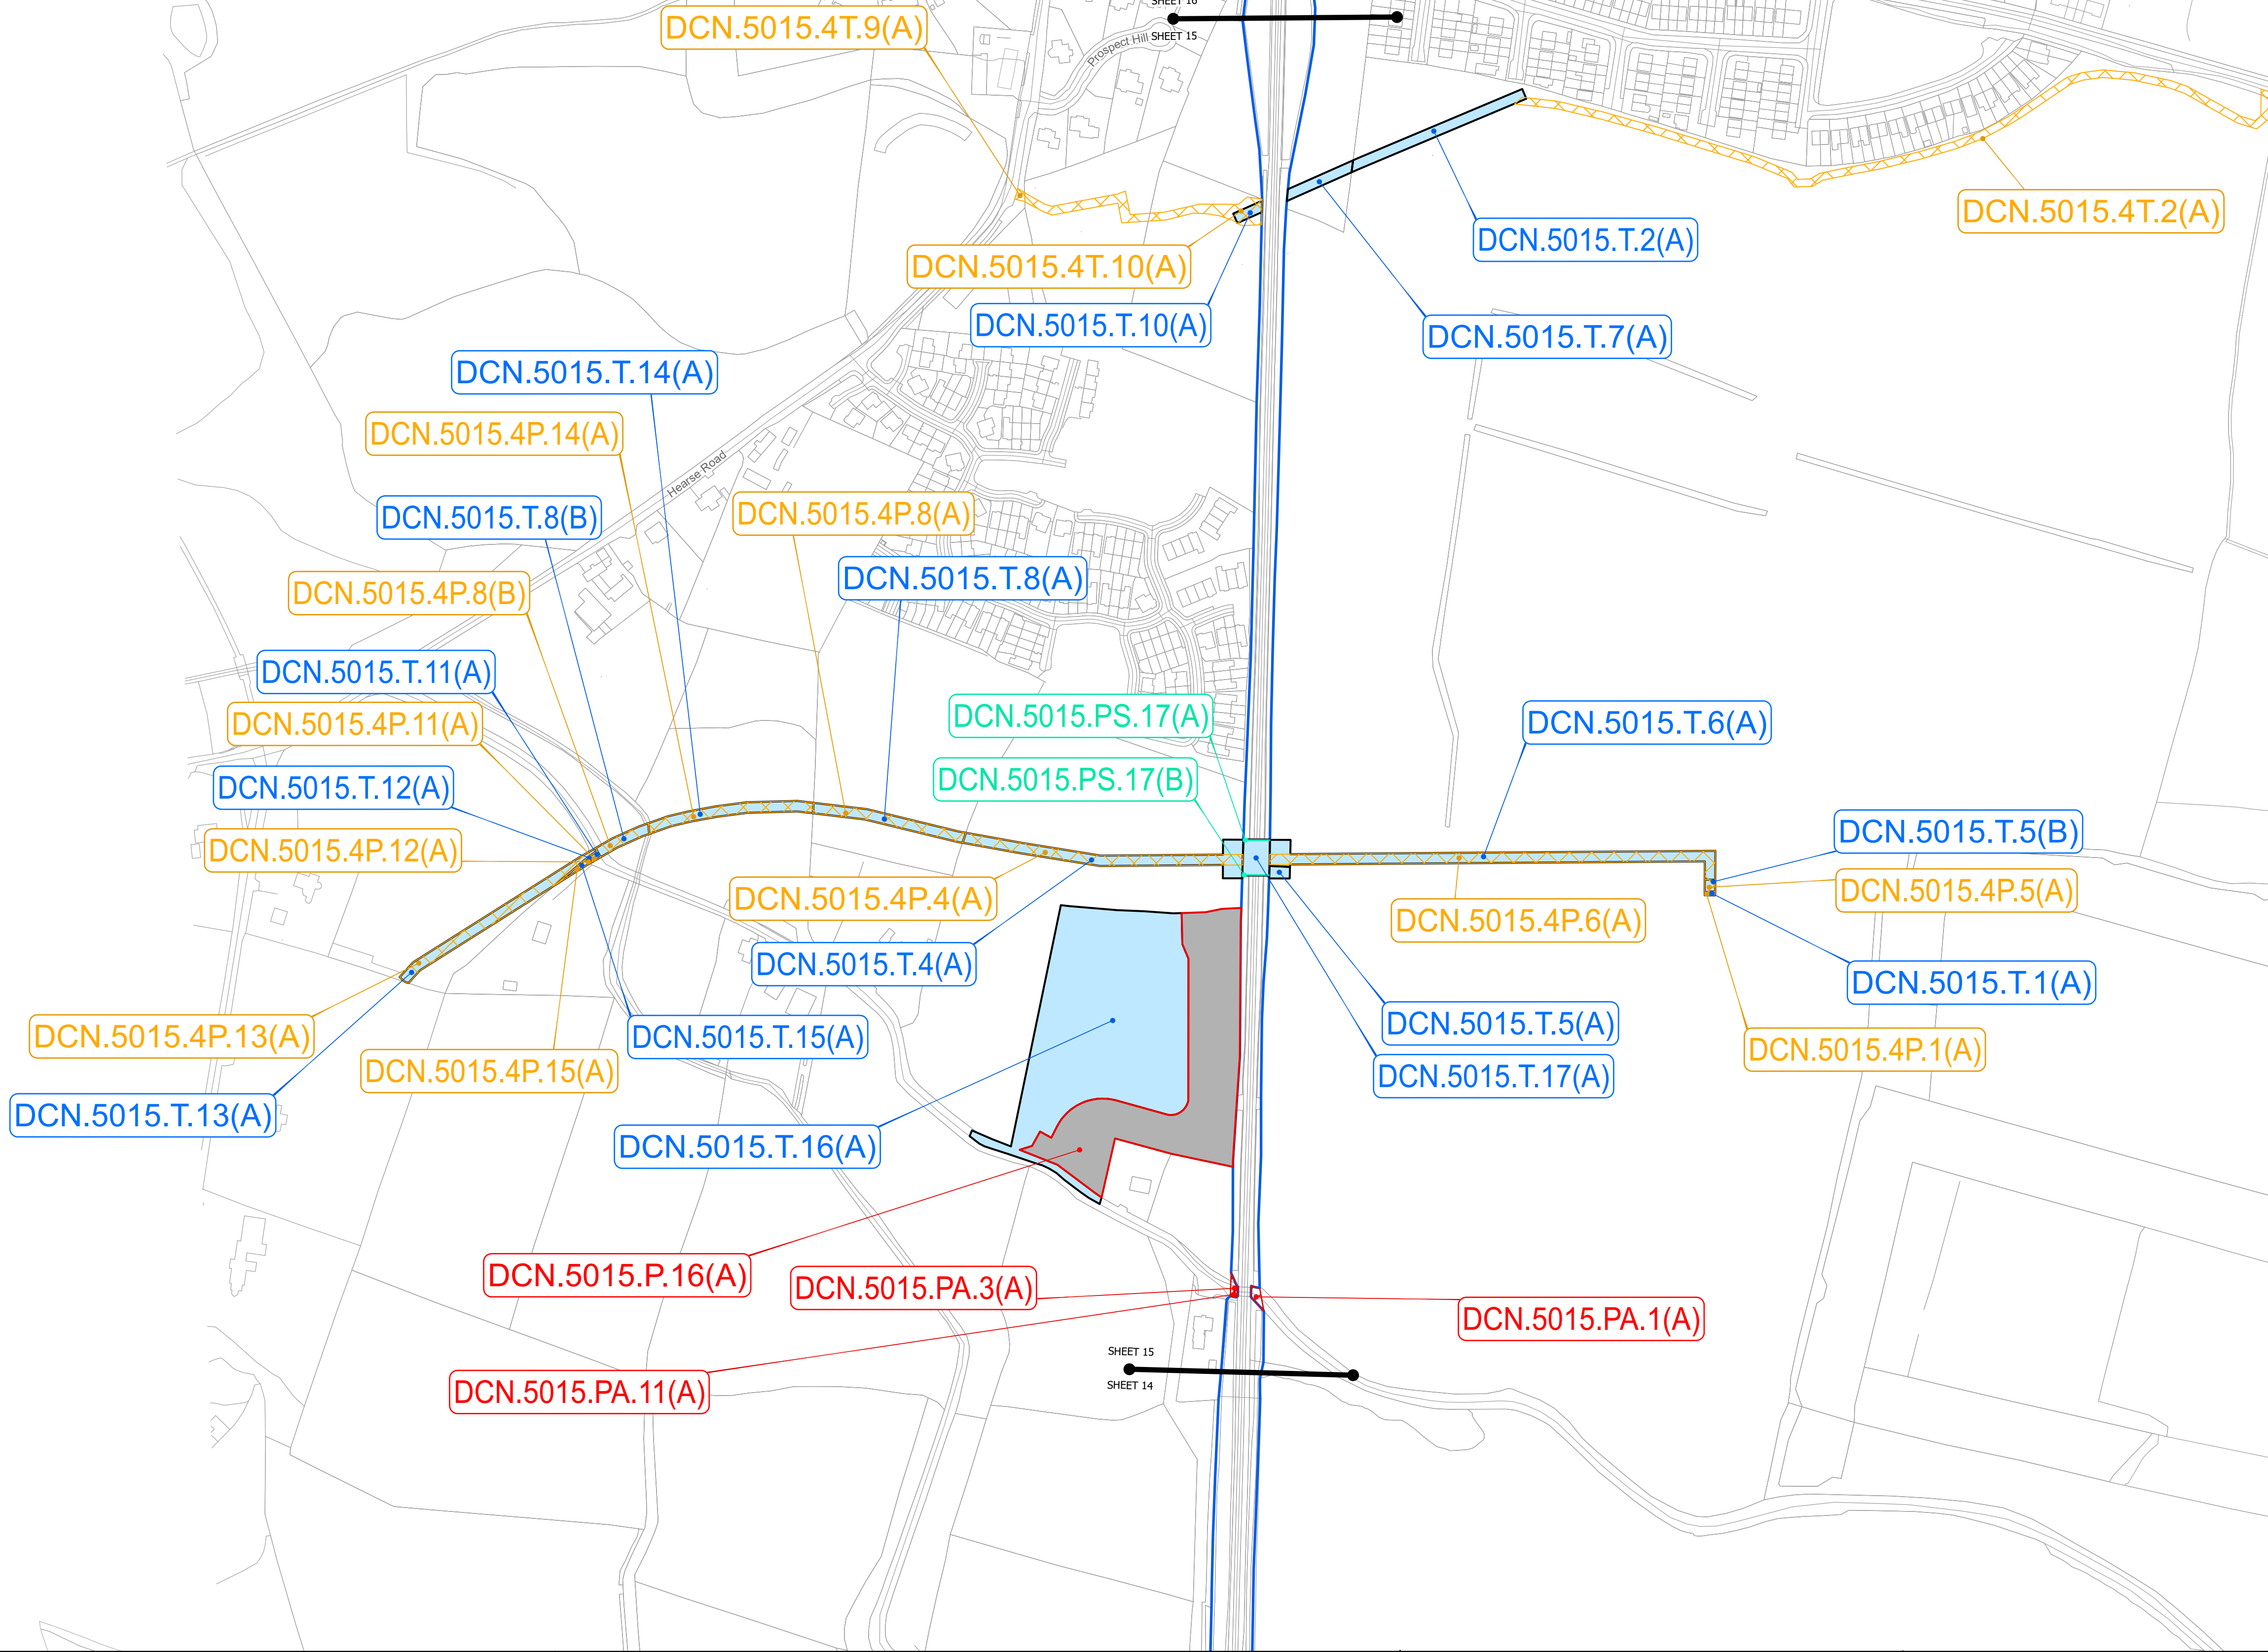 SHEET 16
DCN.5015.4T.9(A)
SHEET 15
Prospect Hill
DCN.5015.4T.2(A)
DCN.5015.T.2(A)
DCN.5015.4T.10(A)
DCN.5015.T.10(A)
DCN.5015.T.7(A)
DCN.5015.T.14(A)
DCN.5015.4P.14(A)
Hearse Road
DCN.5015.T.8(B)
DCN.5015.4P.8(A)
DCN.5015.T.8(A)
DCN.5015.4P.8(B)
DCN.5015.T.11(A)
DCN.5015.4P.11(A)
DCN.5015.PS.17(A)
DCN.5015.T.6(A)
DCN.5015.T.12(A)
DCN.5015.PS.17(B)
DCN.5015.T.5(B)
DCN.5015.4P.12(A)
DCN.5015.4P.4(A)
DCN.5015.4P.5(A)
DCN.5015.4P.6(A)
DCN.5015.T.4(A)
DCN.5015.T.1(A)
DCN.5015.4P.13(A)
DCN.5015.T.15(A)
DCN.5015.T.5(A)
DCN.5015.4P.1(A)
DCN.5015.4P.15(A)
DCN.5015.T.17(A)
DCN.5015.T.13(A)
DCN.5015.T.16(A)
DCN.5015.P.16(A)
DCN.5015.PA.3(A)
DCN.5015.PA.1(A)
SHEET 15
SHEET 14
DCN.5015.PA.11(A)